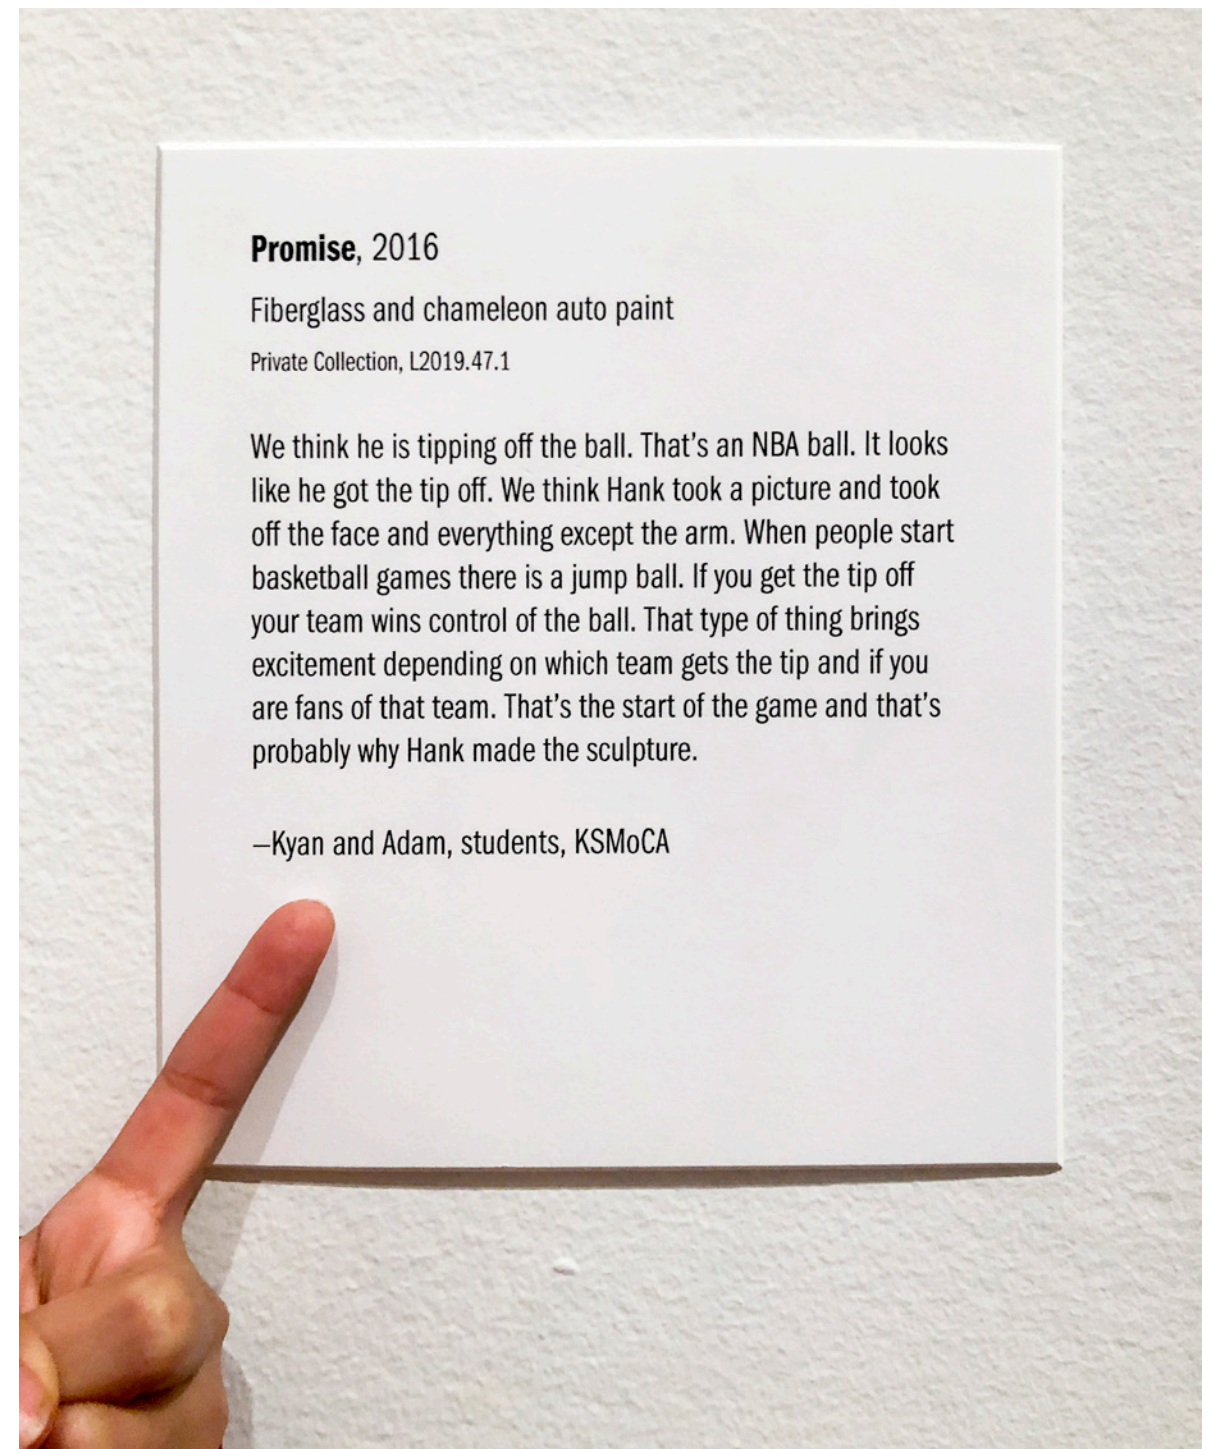 Promise, 2016
Fiberglass and chameleon auto paint
Private Collection, L2019.47.1
We think he is tipping off the ball. That's an NBA ball. It looks
like he got the tip off. We think Hank took a picture and took
off the face and everything except the arm. When people start
basketball games there is a jump ball. If you get the tip off
your team wins control of the ball. That type of thing brings
excitement depending on which team gets the tip and if you
are fans of that team. That's the start of the game and that's
probably why Hank made the sculpture.
–Kyan and Adam, students, KSMoCA